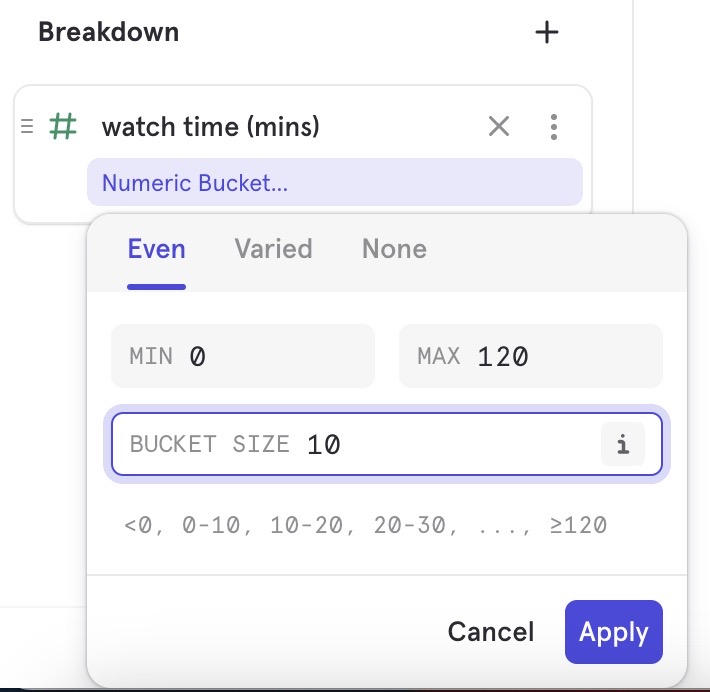 Breakdown
watch time (mins)
Numeric Bucket...
Even Varied None
MIN 0 MAX 120
BUCKET SIZE 10 i
<0, 0-10, 10-20, 20-30, ..., ≥120
Cancel Apply